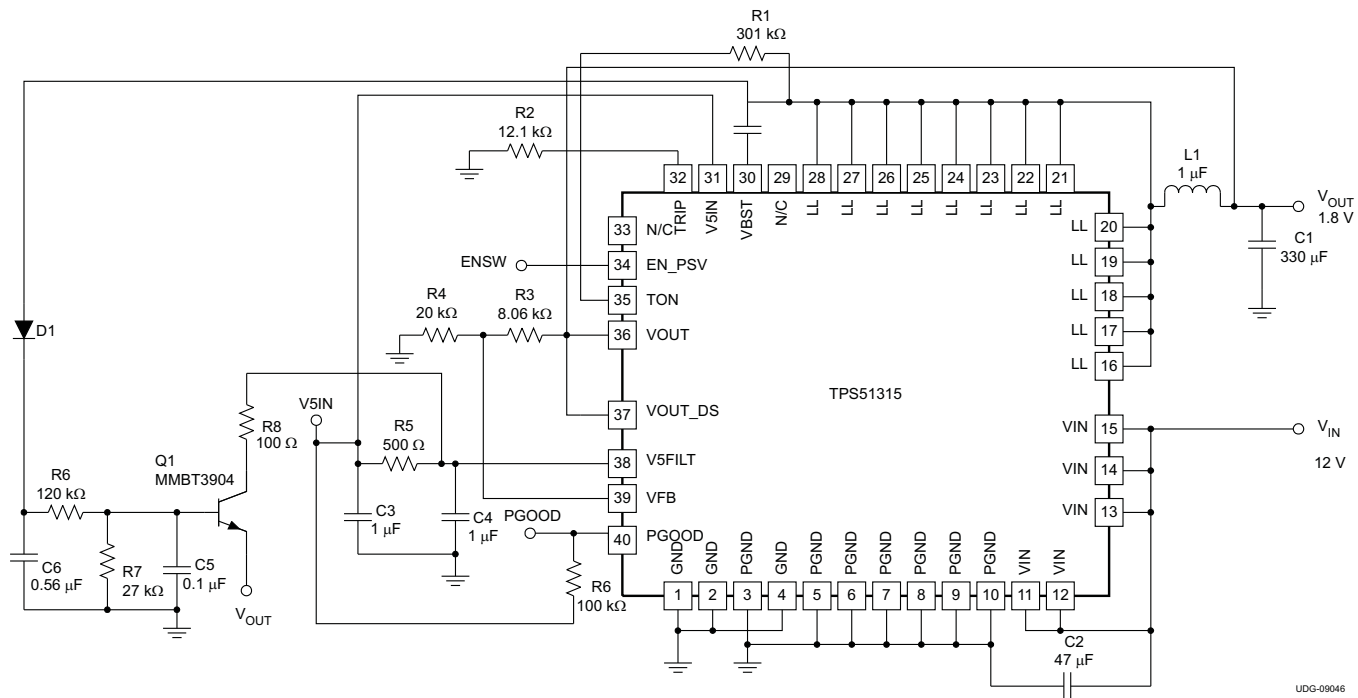 R1
301 kΩ
R2
12.1 kΩ
32 31 30 29 28 27 26 25 24 23 22 21
TRIP V5IN VBST N/C LL LL LL LL LL LL LL LL
L1
1 μF
VOUT
1.8 V
C1
330 μF
33 N/C
ENSW 34 EN_PSV
35 TON
R4
20 kΩ
R3
8.06 kΩ
36 VOUT
LL 20
LL 19
LL 18
LL 17
LL 16
D1
TPS51315
37 VOUT_DS
V5IN
R5
500 Ω
R8
100 Ω
38 V5FILT
39 VFB
VIN 15
VIN 14
VIN 13
VIN
12 V
Q1
MMBT3904
R6
120 kΩ
C3
1 μF
C4
1 μF
PGOOD
40 PGOOD
C6
0.56 μF
R7
27 kΩ
C5
0.1 μF
VOUT
R6
100 kΩ
GND GND PGND GND PGND PGND PGND PGND PGND PGND VIN VIN
1 2 3 4 5 6 7 8 9 10 11 12
C2
47 μF
UDG-09046